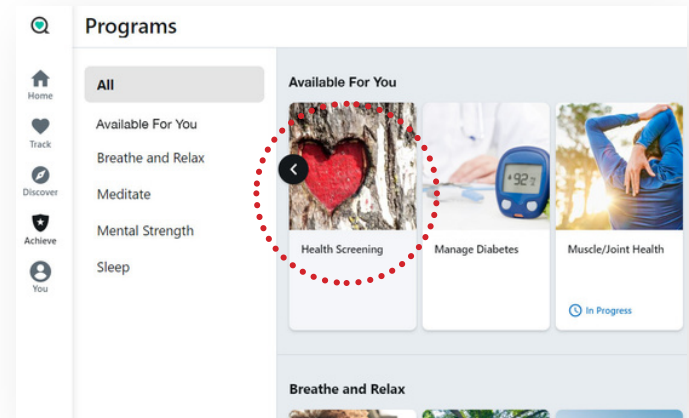 Programs
Home
Track
Discover
Achieve
You
All
Available For You
Breathe and Relax
Meditate
Mental Strength
Sleep
Available For You
Health Screening
Manage Diabetes
Muscle/Joint Health
In Progress
Breathe and Relax